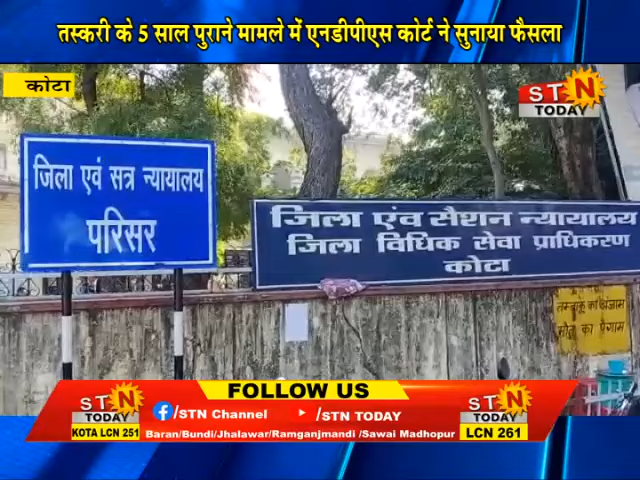 तस्करी के 5 साल पुराने मामले में एनडीपीएस कोर्ट ने सुनाया फैसला
कोटा
STN
TODAY
जिला एवं सत्र न्यायालय
परिसर
जिला एंव सैशन न्यायालय
जिला विधिक सेवा प्राधिकरण
कोटा
तम्बाकू का अंजाम
मौत का पैगाम
FOLLOW US
STN
TODAY
KOTA LCN 251
/STN Channel
/STN TODAY
Baran/Bundi/Jhalawar/Ramganjmandi /Sawai Madhopur
STN
TODAY
LCN 261